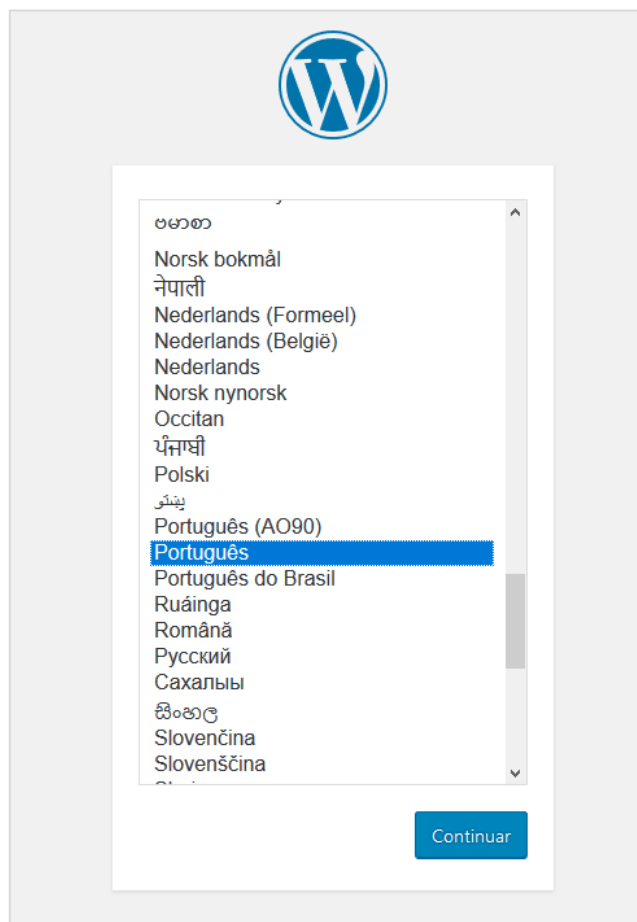 ဗမာစာ
Norsk bokmål
नेपाली
Nederlands (Formeel)
Nederlands (België)
Nederlands
Norsk nynorsk
Occitan
ਪੰਜਾਬੀ
Polski
پښتو
Português (AO90)
Português
Português do Brasil
Ruáinga
Română
Русский
Сахалыы
සිංහල
Slovenčina
Slovenščina
Continuar